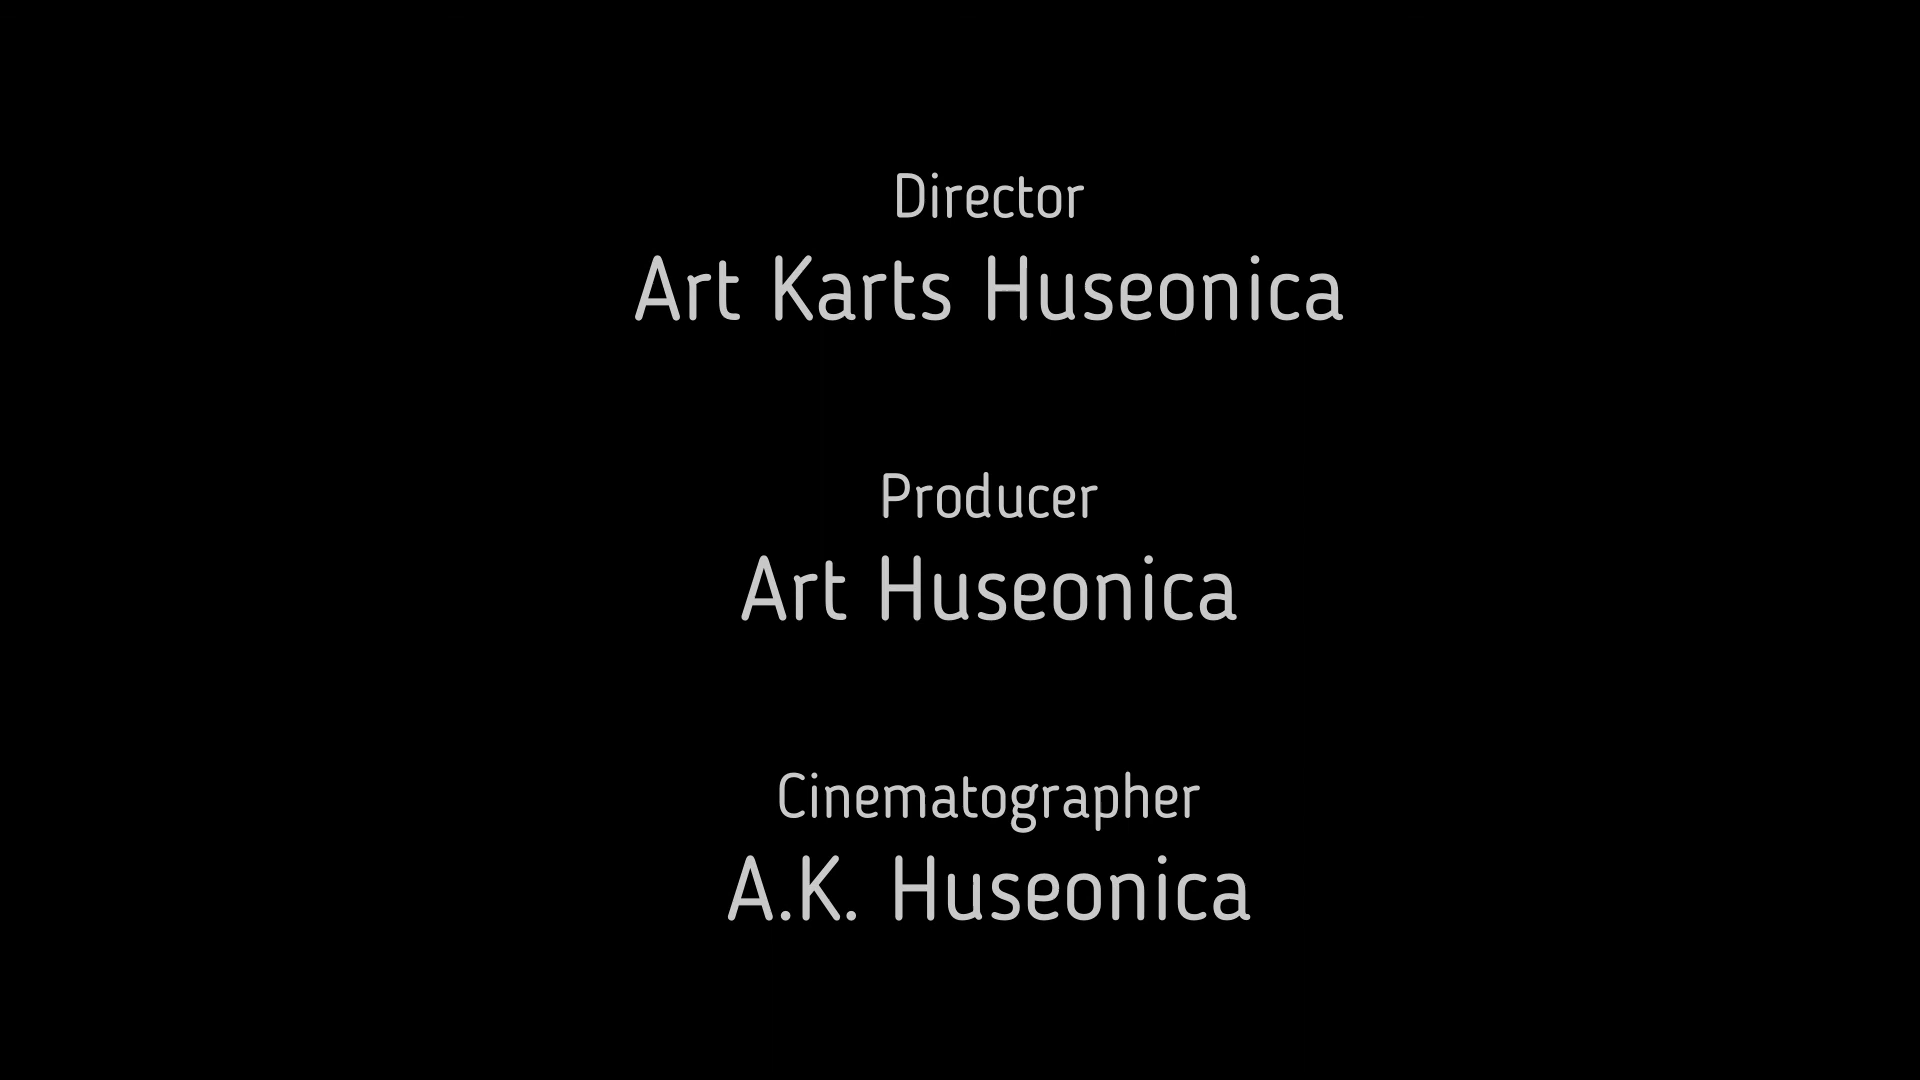 Director
Art Karts Huseonica
Producer
Art Huseonica
Cinematographer
A.K. Huseonica